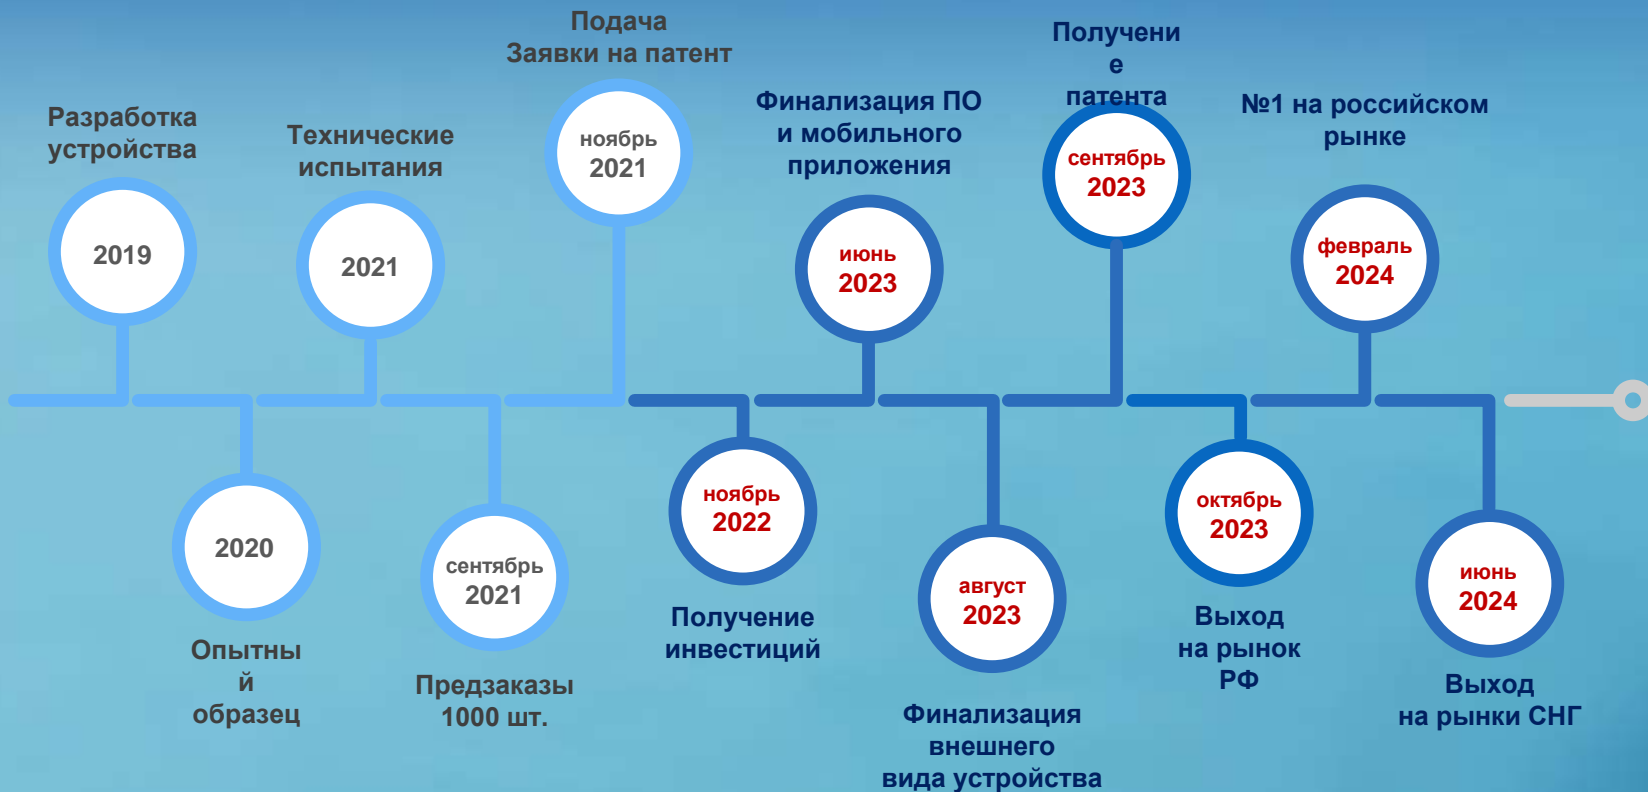 Разработка
устройства
2019
2020
Опытны
й
образец
Технические
испытания
2021
сентябрь
2021
Предзаказы
1000 шт.
Подача
Заявки на патент
ноябрь
2021
ноябрь
2022
Получение
инвестиций
Финализация ПО
и мобильного
приложения
июнь
2023
август
2023
Финализация
внешнего
вида устройства
Получени
е
патента
сентябрь
2023
октябрь
2023
Выход
на рынок
РФ
№1 на российском
рынке
февраль
2024
июнь
2024
Выход
на рынки СНГ